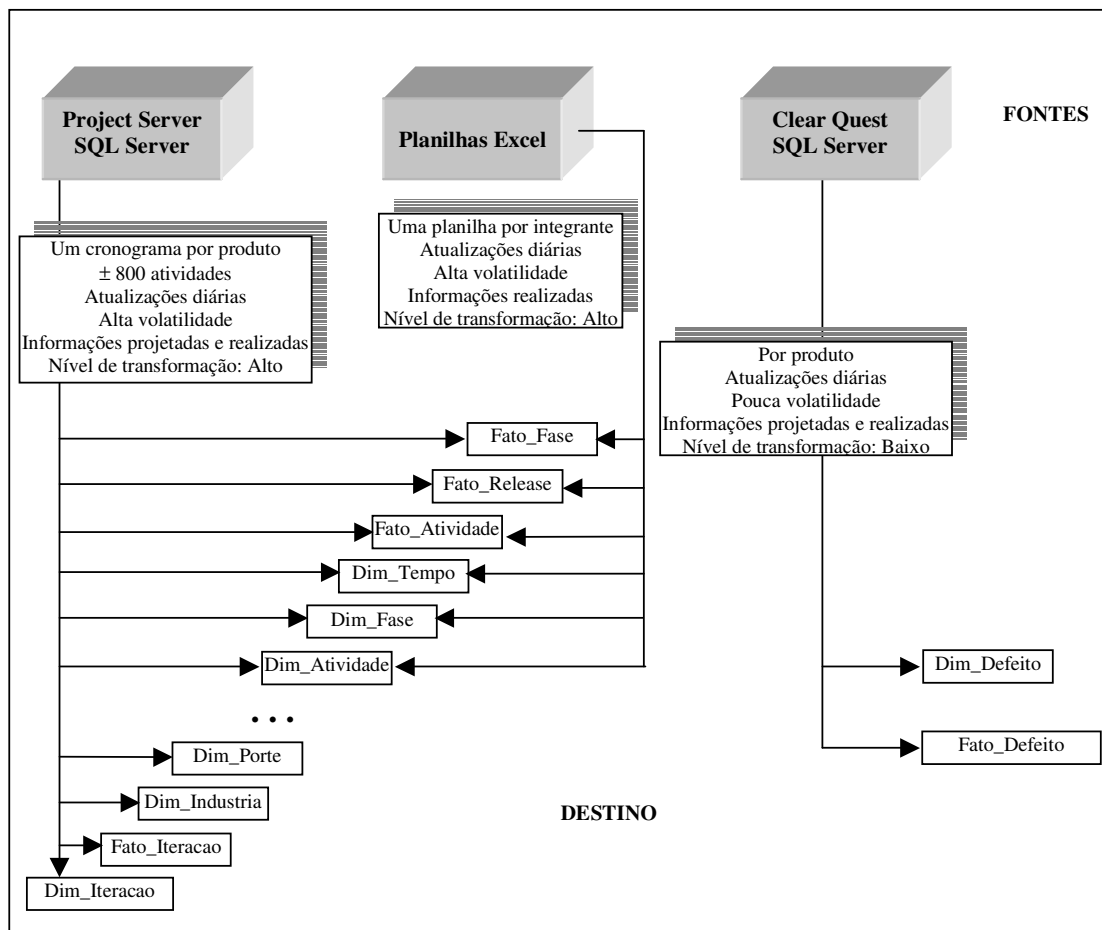 Project Server
SQL Server
Planilhas Excel
Clear Quest
SQL Server
FONTES
Um cronograma por produto
± 800 atividades
Atualizações diárias
Alta volatilidade
Informações projetadas e realizadas
Nível de transformação: Alto
Uma planilha por integrante
Atualizações diárias
Alta volatilidade
Informações realizadas
Nível de transformação: Alto
Por produto
Atualizações diárias
Pouca volatilidade
Informações projetadas e realizadas
Nível de transformação: Baixo
Fato_Fase
Fato_Release
Fato_Atividade
Dim_Tempo
Dim_Fase
Dim_Atividade
Dim_Defeito
...
Dim_Porte
Fato_Defeito
Dim_Industria
DESTINO
Fato_Iteracao
Dim_Iteracao